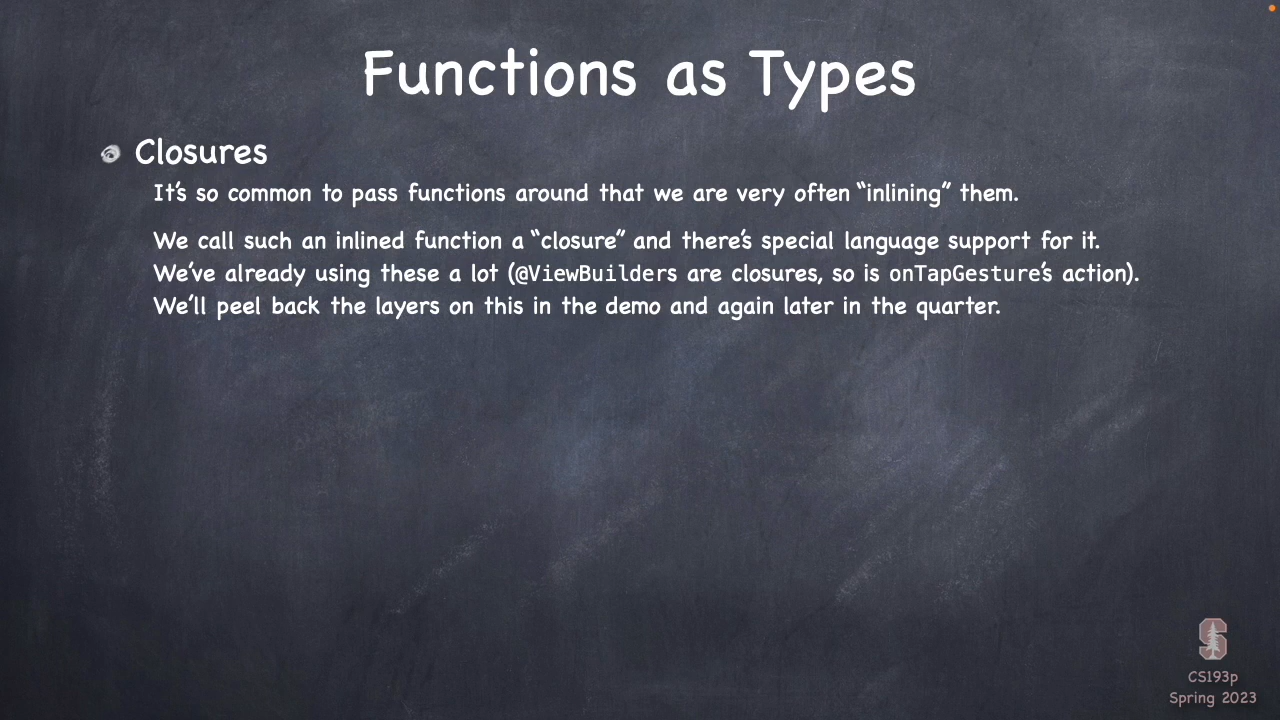 Functions as Types
Closures
It's so common to pass functions around that we are very often “inlining” them.
We call such an inlined function a “closure” and there's special language support for it.
We've already using these a lot (@ViewBuilders are closures, so is onTapGesture's action).
We'll peel back the layers on this in the demo and again later in the quarter.
S
CS193p
Spring 2023